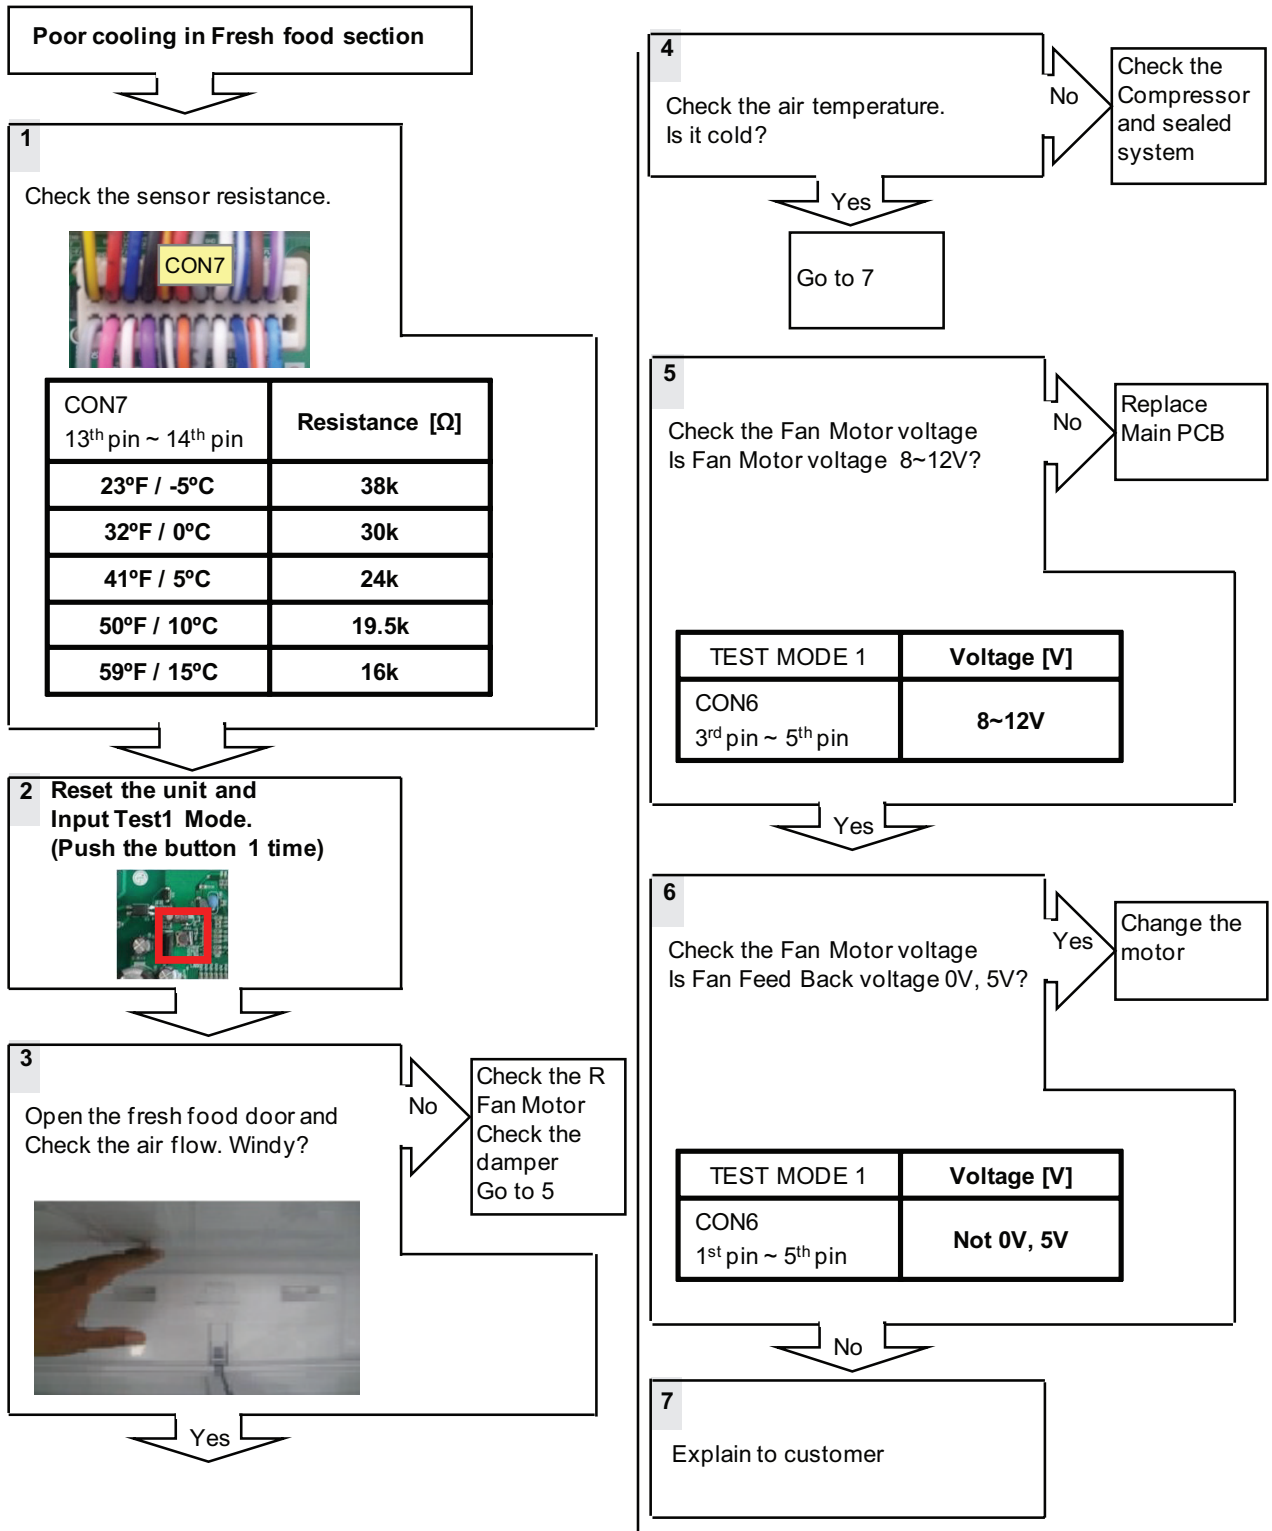 Poor cooling in Fresh food section
1
Check the sensor resistance.
CON7
CON7
13th pin ~ 14th pin
Resistance [Ω]
23ºF / -5ºC
38k
32ºF / 0ºC
30k
41ºF / 5ºC
24k
50ºF / 10ºC
19.5k
59ºF / 15ºC
16k
2 Reset the unit and
Input Test1 Mode.
(Push the button 1 time)
3
Open the fresh food door and
Check the air flow. Windy?
No
Check the R
Fan Motor
Check the
damper
Go to 5
Yes
4
Check the air temperature.
Is it cold?
No
Check the
Compressor
and sealed
system
Yes
Go to 7
5
Check the Fan Motor voltage
Is Fan Motor voltage 8~12V?
No
Replace
Main PCB
TEST MODE 1
Voltage [V]
CON6
3rd pin ~ 5th pin
8~12V
Yes
6
Check the Fan Motor voltage
Is Fan Feed Back voltage 0V, 5V?
Yes
Change the
motor
TEST MODE 1
Voltage [V]
CON6
1st pin ~ 5th pin
Not 0V, 5V
No
7
Explain to customer